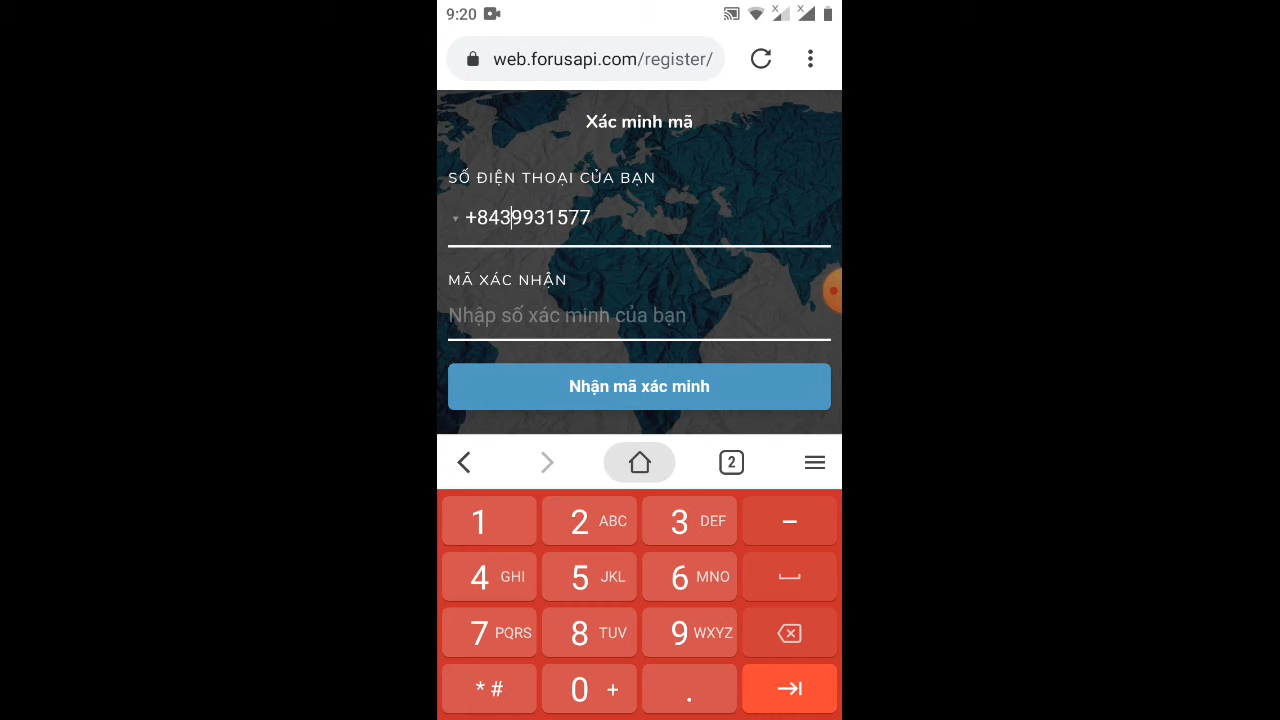 9:20
web.forusapi.com/register/
Xác minh mã
SỐ ĐIỆN THOẠI CỦA BẠN
+8439931577
MÃ XÁC NHẬN
Nhập số xác minh của bạn
Nhận mã xác minh
2
1 2 ABC 3 DEF –
4 GHI 5 JKL 6 MNO
7 PQRS 8 TUV 9 WXYZ
* # 0 + .